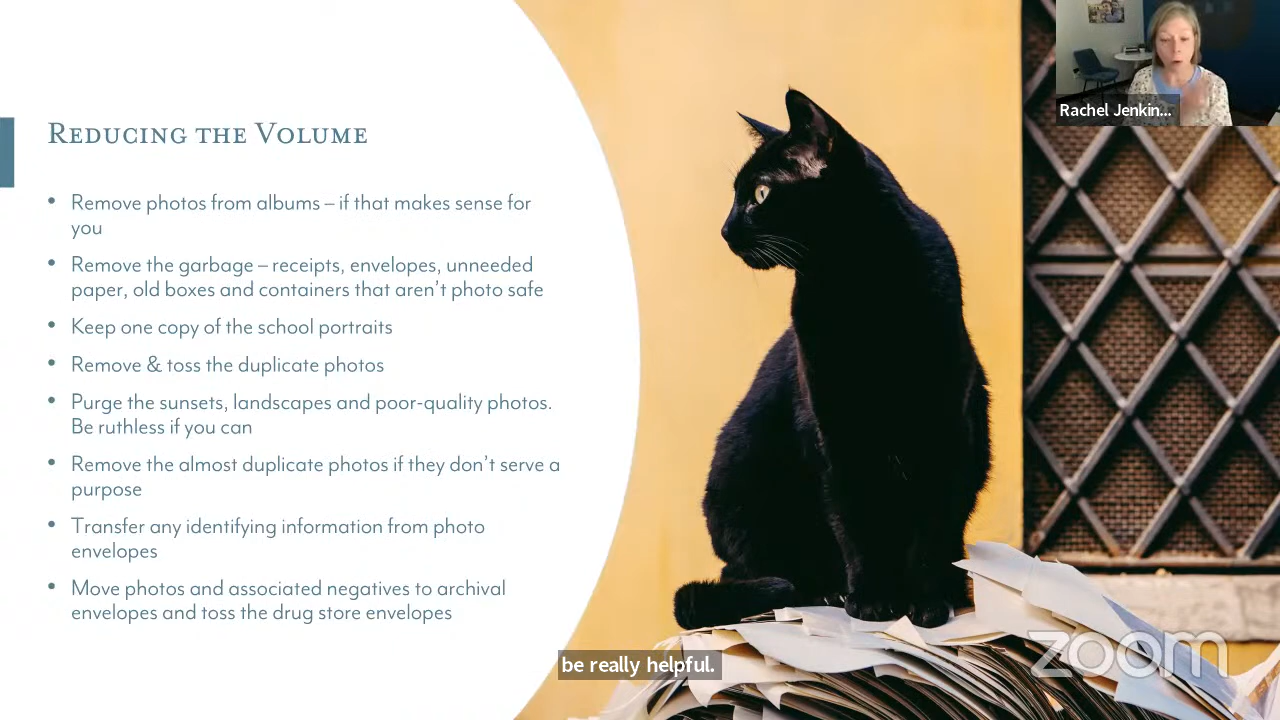 Reducing the Volume
• Remove photos from albums – if that makes sense for
you
• Remove the garbage – receipts, envelopes, unneeded
paper, old boxes and containers that aren't photo safe
• Keep one copy of the school portraits
• Remove & toss the duplicate photos
• Purge the sunsets, landscapes and poor-quality photos.
Be ruthless if you can
• Remove the almost duplicate photos if they don't serve a
purpose
• Transfer any identifying information from photo
envelopes
• Move photos and associated negatives to archival
envelopes and toss the drug store envelopes
Rachel Jenkin...
be really helpful.
zoom